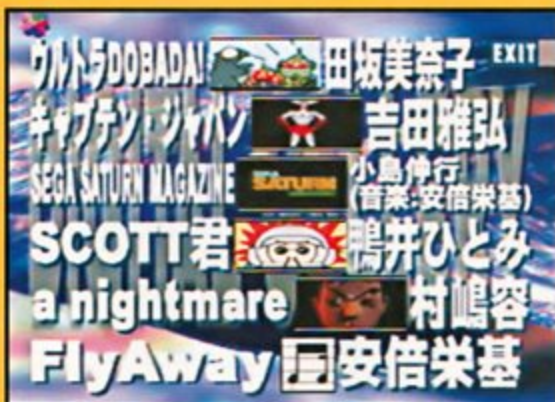 ウルトラDOBADA! 田坂美奈子 EXIT
キャプテン・ジャパン 吉田雅弘
SEGA SATURN MAGAZINE SATURN 小島伸行
(音楽:安倍栄基)
SCOTT君 鴨井ひとみ
a nightmare 村嶋容
FlyAway 安倍栄基